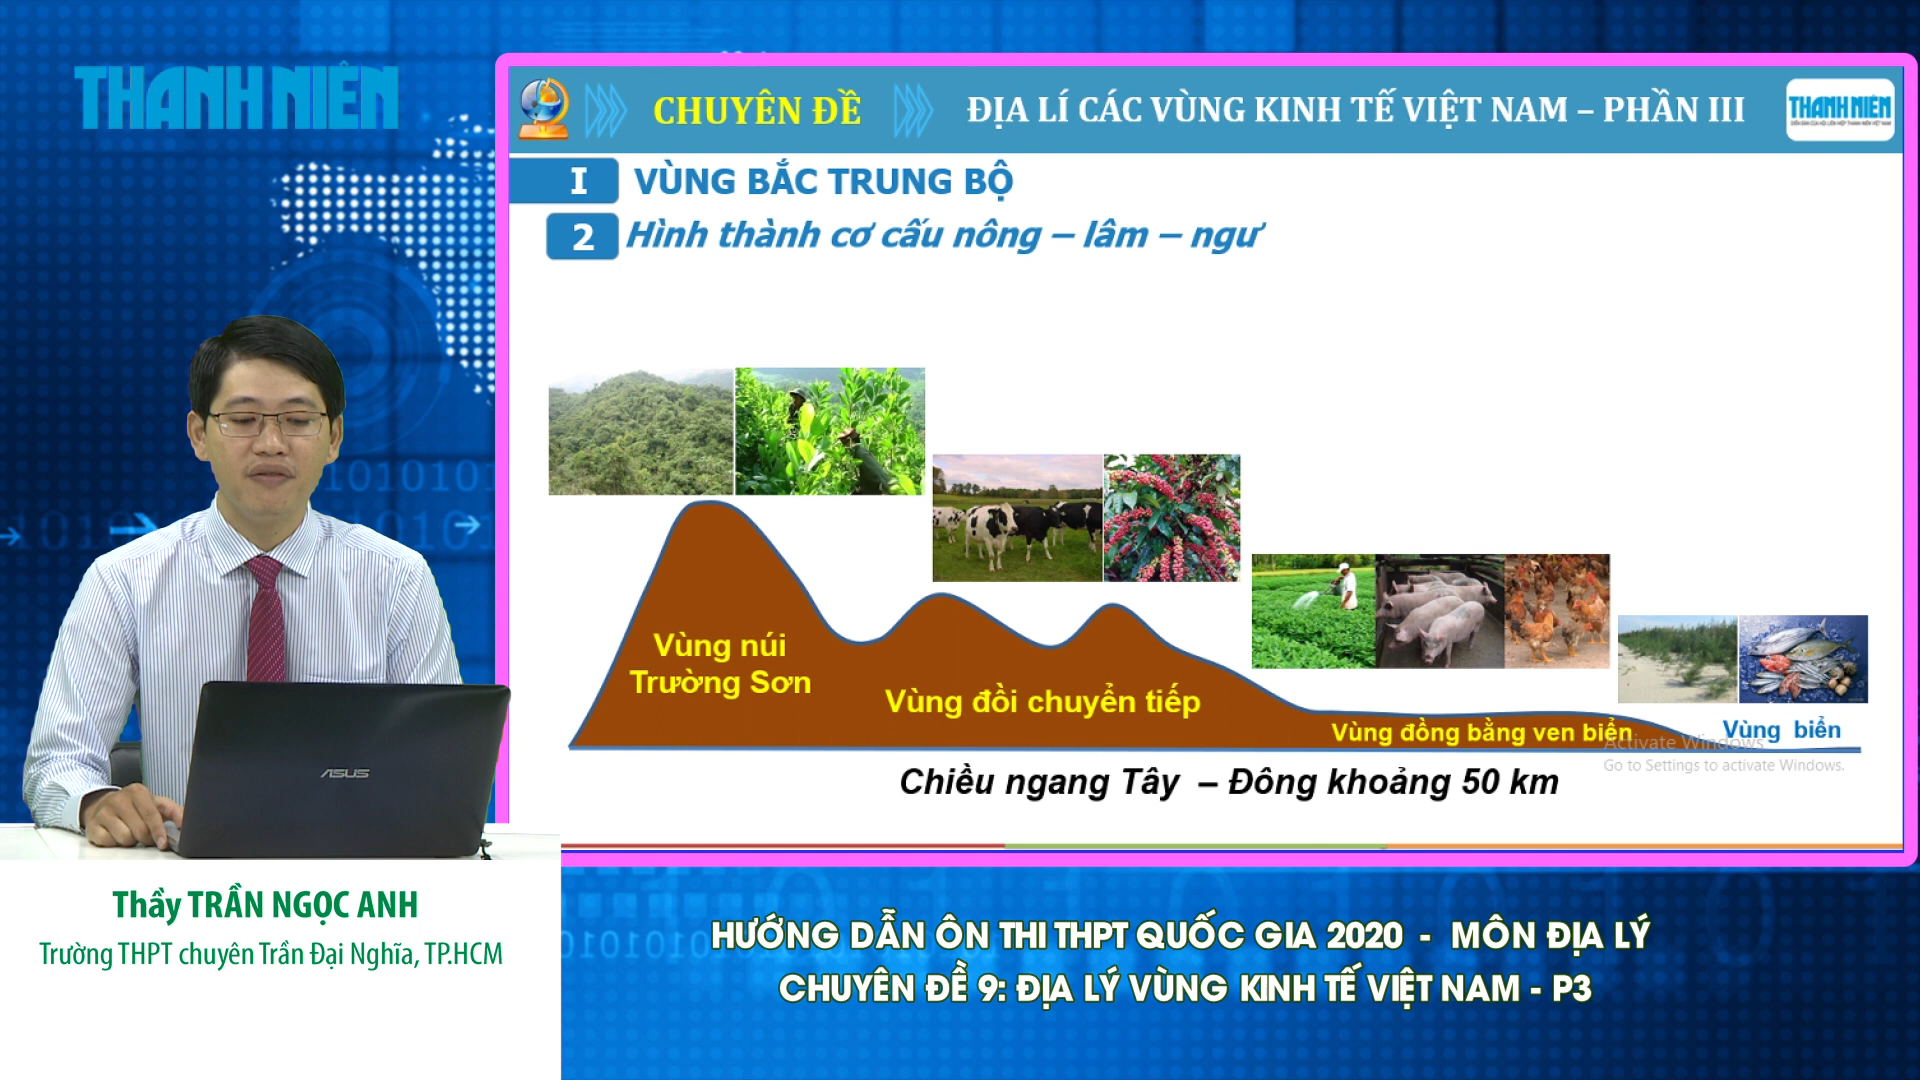 THANH NIÊN
CHUYÊN ĐỀ
ĐỊA LÍ CÁC VÙNG KINH TẾ VIỆT NAM – PHẦN III
THANH NIÊN
I VÙNG BẮC TRUNG BỘ
2 Hình thành cơ cấu nông – lâm – ngư
Vùng núi
Trường Sơn
Vùng đồi chuyển tiếp
Vùng đồng bằng ven biển
Vùng biển
Activate Windows
Go to Settings to activate Windows.
Chiều ngang Tây – Đông khoảng 50 km
ASUS
Thầy TRẦN NGỌC ANH
Trường THPT chuyên Trần Đại Nghĩa, TP.HCM
HƯỚNG DẪN ÔN THI THPT QUỐC GIA 2020 - MÔN ĐỊA LÝ
CHUYÊN ĐỀ 9: ĐỊA LÝ VÙNG KINH TẾ VIỆT NAM - P3